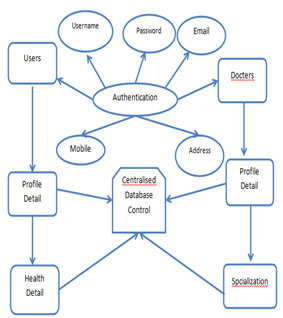 Username
Password
Email
Users
Docters
Authentication
Mobile
Address
Profile
Detail
Centralised
Database
Control
Profile
Detail
Health
Detail
Spcialization